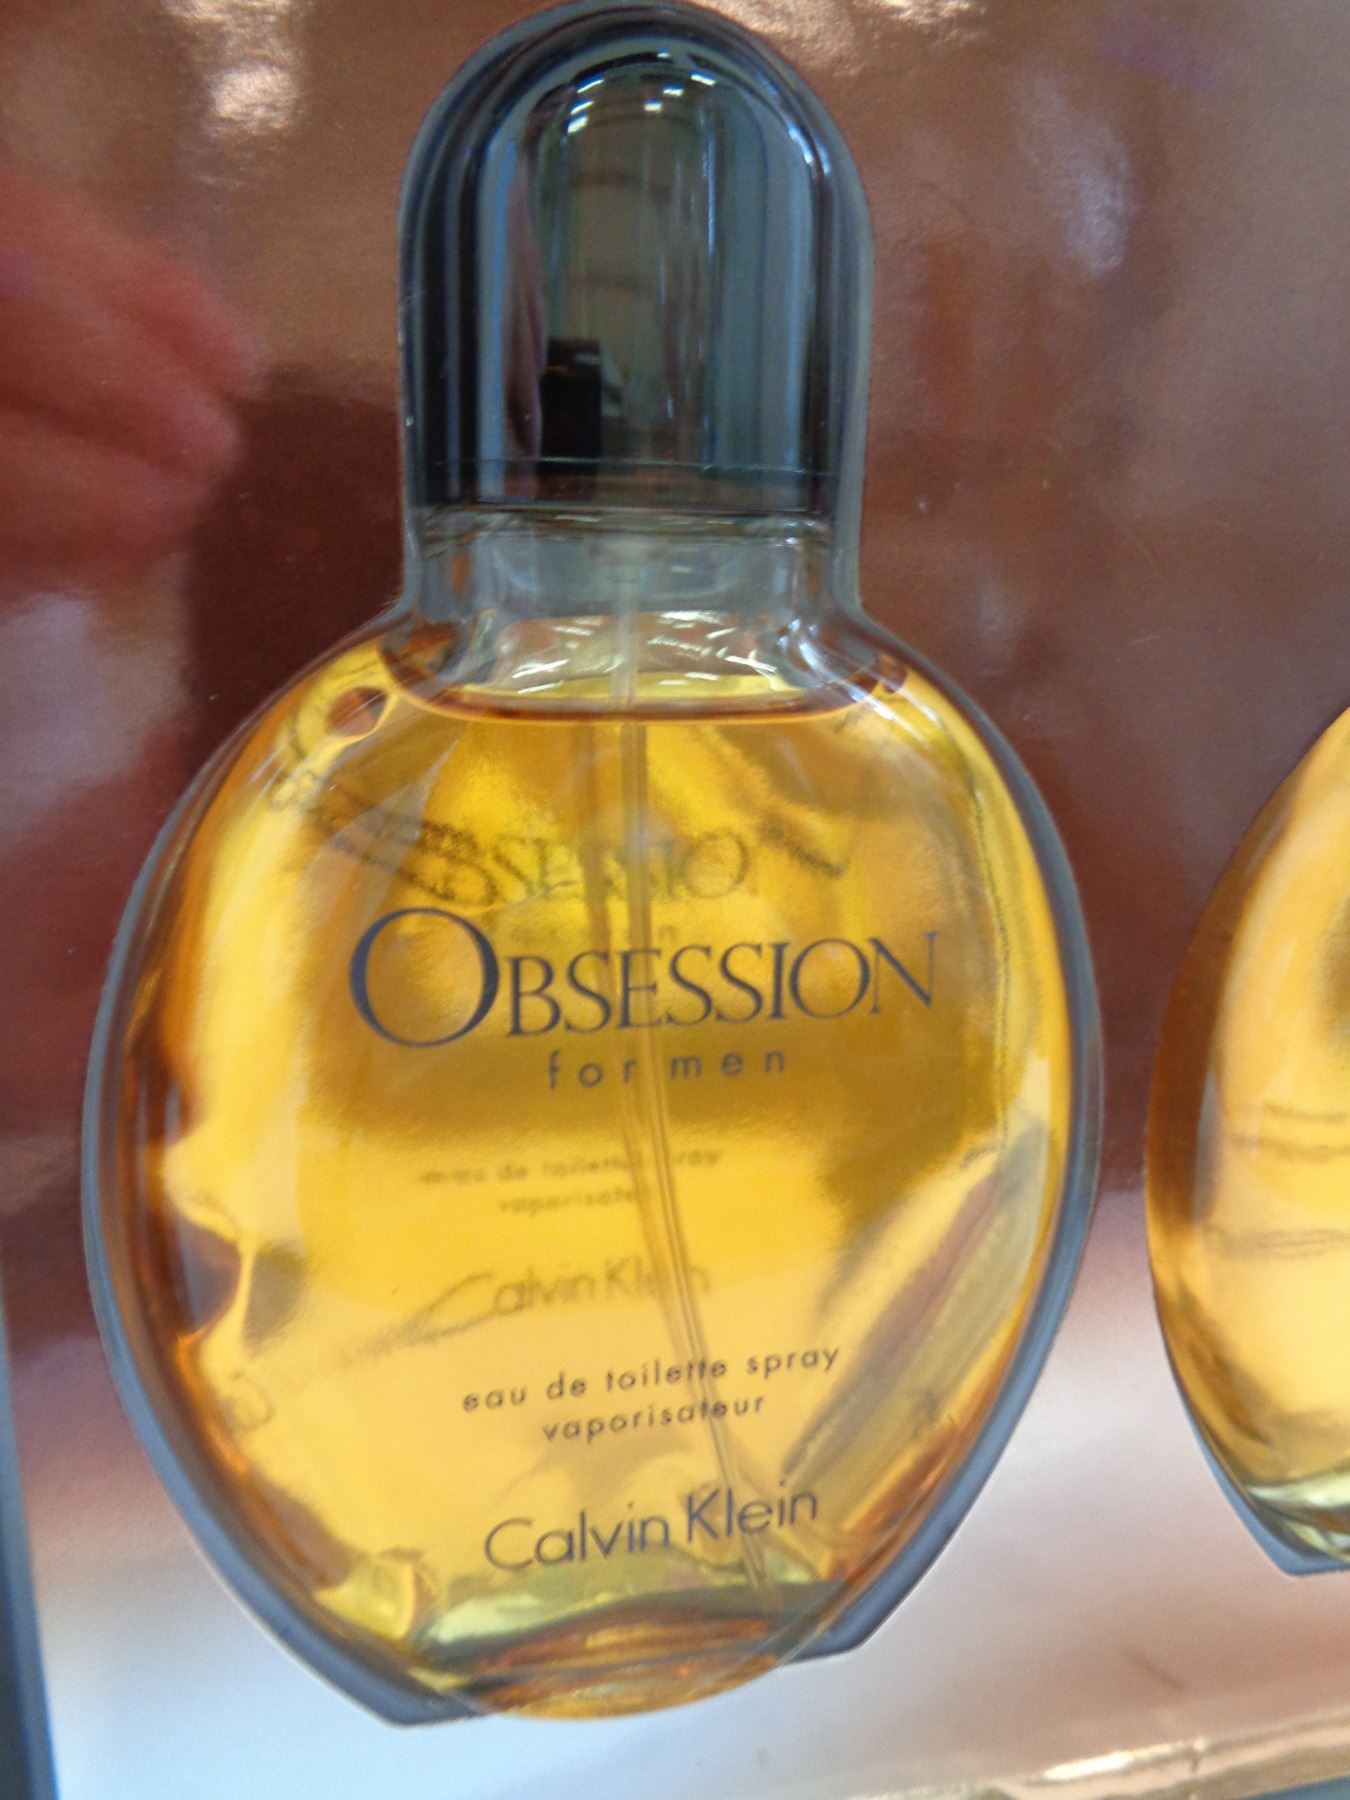 OBSESSION
for men
eau de toilette spray
vaporisateur
Calvin Klein